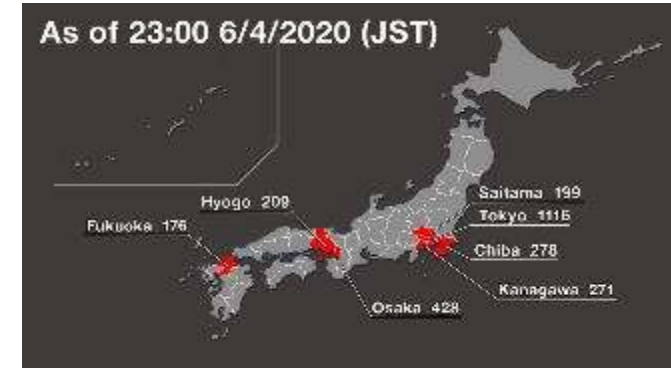 As of 23:00 6/4/2020 (JST)
Saitama 199
Hyogo 209
Tokyo 1116
Fukuoka 176
Chiba 278
Kanagawa 271
Osaka 428